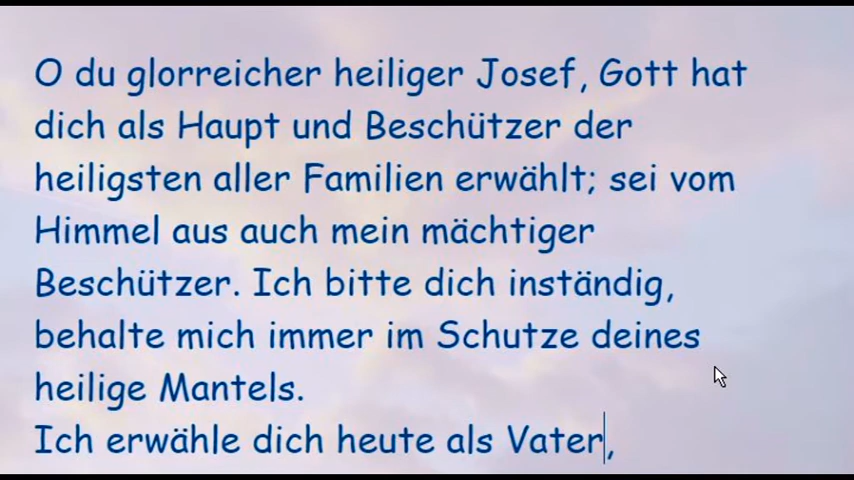 O du glorreicher heiliger Josef, Gott hat
dich als Haupt und Beschützer der
heiligsten aller Familien erwählt; sei vom
Himmel aus auch mein mächtiger
Beschützer. Ich bitte dich inständig,
behalte mich immer im Schutze deines
heilige Mantels.
Ich erwähle dich heute als Vater,